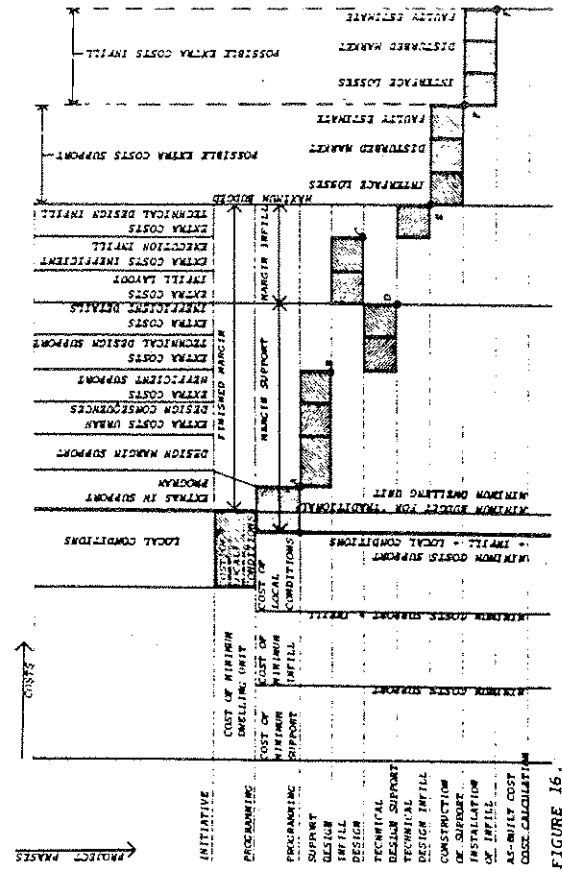 COSTS
PROJECT PHASES
INITIATIVE
PROGRAMMING
PROGRAMMING
SUPPORT
DESIGN
INFILL
DESIGN
TECHNICAL
DESIGN SUPPORT
TECHNICAL
DESIGN INFILL
CONSTRUCTION
OF SUPPORT
INSTALLATION
OF INFILL
AS-BUILT COST
COST CALCULATION
COST OF MINIMUM
DWELLING UNIT
COST OF
LOCAL
CONDITIONS
COST OF
MINIMUM
SUPPORT
COST OF
MINIMUM
INFILL
COST OF
LOCAL
CONDITIONS
MINIMUM COSTS SUPPORT
MINIMUM COSTS SUPPORT + INFILL
MINIMUM COSTS SUPPORT
+ INFILL + LOCAL CONDITIONS
MINIMUM BUDGET FOR "TRADITIONAL"
MINIMUM DWELLING UNIT
LOCAL CONDITIONS
EXTRAS IN SUPPORT
PROGRAM
DESIGN MARGIN SUPPORT
EXTRA COSTS URBAN
DESIGN CONSEQUENCES
EXTRA COSTS
INEFFICIENT SUPPORT
EXTRA COSTS
TECHNICAL DESIGN SUPPORT
EXTRA COSTS
INEFFICIENT DETAILS
EXTRA COSTS
INFILL LAYOUT
EXTRA COSTS
INEFFICIENT INFILL
EXECUTION
EXTRA COSTS
TECHNICAL DESIGN INFILL
FINISHED MARGIN
MARGIN SUPPORT
MARGIN INFILL
MAXIMUM BUDGED
POSSIBLE EXTRA COSTS SUPPORT
INTERFACE LOSSES
DISTURBED MARKET
FAULTY ESTIMATE
POSSIBLE EXTRA COSTS INFILL
INTERFACE LOSSES
DISTURBED MARKET
FAULTY ESTIMATE
A
B
C
D
E
F
FIGURE 16.